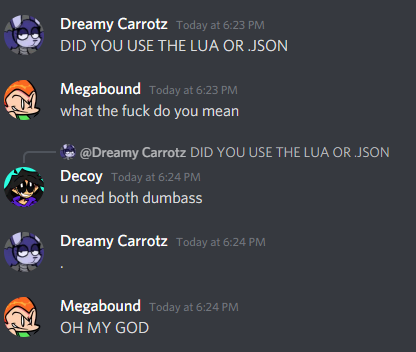 Dreamy Carrotz Today at 6:23 PM
DID YOU USE THE LUA OR .JSON
Megabound Today at 6:23 PM
what the fuck do you mean
@Dreamy Carrotz DID YOU USE THE LUA OR .JSON
Decoy Today at 6:24 PM
u need both dumbass
Dreamy Carrotz Today at 6:24 PM
.
Megabound Today at 6:24 PM
OH MY GOD